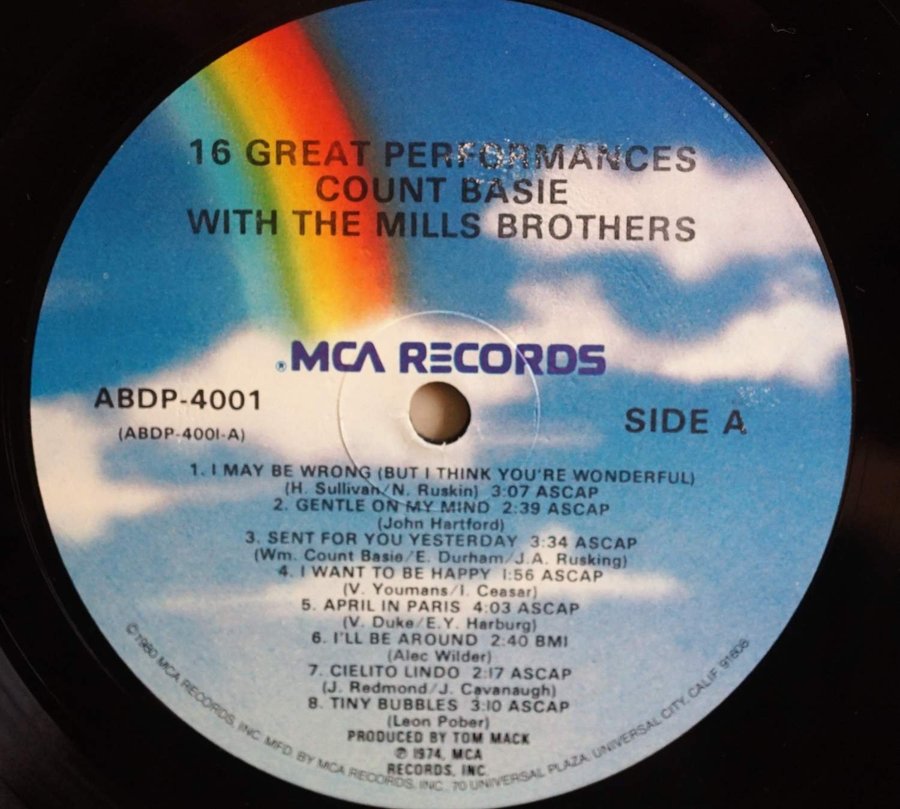 16 GREAT PERFORMANCES
COUNT BASIE
WITH THE MILLS BROTHERS
® MCA RECORDS
ABDP-4001
(ABDP-4001-A)
SIDE A
1. I MAY BE WRONG (BUT I THINK YOU'RE WONDERFUL)
(H. Sullivan/N. Ruskin) 3:07 ASCAP
2. GENTLE ON MY MIND 2:39 ASCAP
(John Hartford)
3. SENT FOR YOU YESTERDAY 3:34 ASCAP
(Wm. Count Basie/E. Durham/J.A. Rusking)
4. I WANT TO BE HAPPY 1:56 ASCAP
(V. Youmans/I. Ceasar)
5. APRIL IN PARIS 4:03 ASCAP
(V. Duke/E.Y. Harburg)
6. I'LL BE AROUND 2:40 BMI
(Alec Wilder)
7. CIELITO LINDO 2:17 ASCAP
(J. Redmond/J. Cavanaugh)
8. TINY BUBBLES 3:10 ASCAP
(Leon Pober)
PRODUCED BY TOM MACK
℗ 1974, MCA
RECORDS, INC.
©1980 MCA RECORDS, INC. MFD. BY MCA RECORDS, INC., 70 UNIVERSAL PLAZA, UNIVERSAL CITY, CALIF. 91608